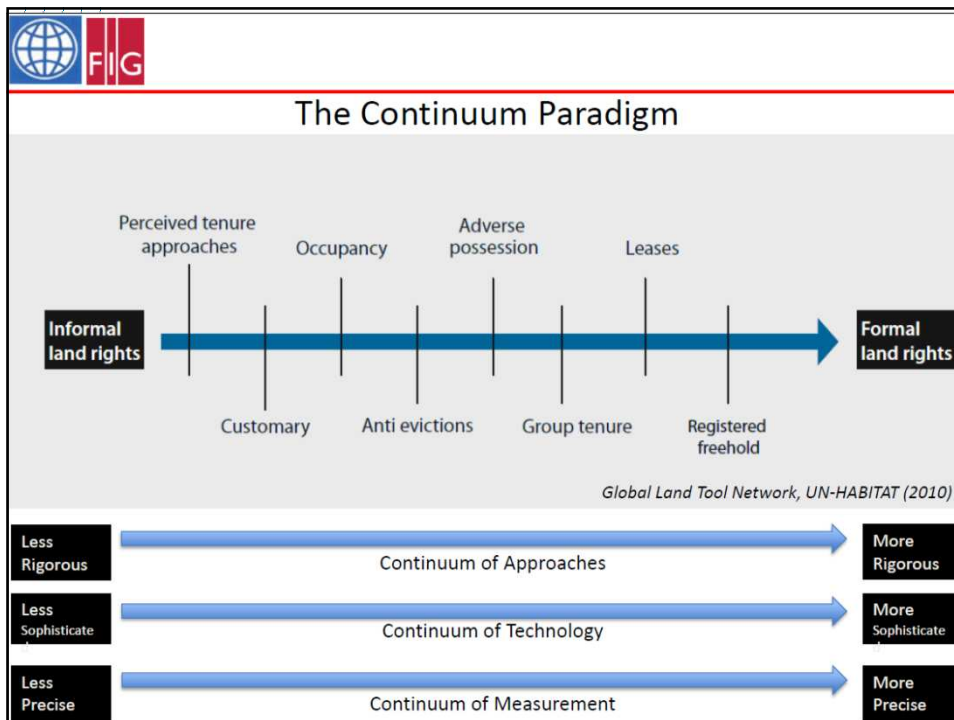 FIG
The Continuum Paradigm
Perceived tenure
approaches
Occupancy
Adverse
possession
Leases
Informal
land rights
Formal
land rights
Customary
Anti evictions
Group tenure
Registered
freehold
Global Land Tool Network, UN-HABITAT (2010)
Less
Rigorous
Continuum of Approaches
More
Rigorous
Less
Sophisticate
d
Continuum of Technology
More
Sophisticate
d
Less
Precise
Continuum of Measurement
More
Precise